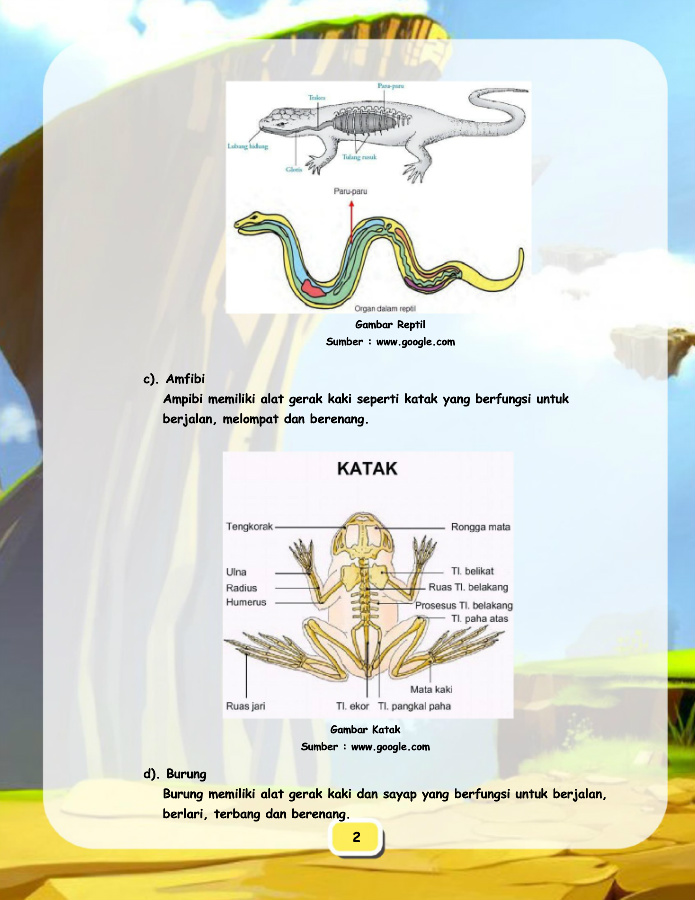 Paru-paru
Trakea
Lubang hidung
Glotis
Tulang rusuk
Paru-paru
Organ dalam reptil
Gambar Reptil
Sumber : www.google.com
c). Amfibi
Ampibi memiliki alat gerak kaki seperti katak yang berfungsi untuk
berjalan, melompat dan berenang.
KATAK
Tengkorak
Rongga mata
Ulna
Tl. belikat
Radius
Ruas Tl. belakang
Humerus
Prosesus Tl. belakang
Tl. paha atas
Mata kaki
Ruas jari
Tl. ekor
Tl. pangkal paha
Gambar Katak
Sumber : www.google.com
d). Burung
Burung memiliki alat gerak kaki dan sayap yang berfungsi untuk berjalan,
berlari, terbang dan berenang.
2